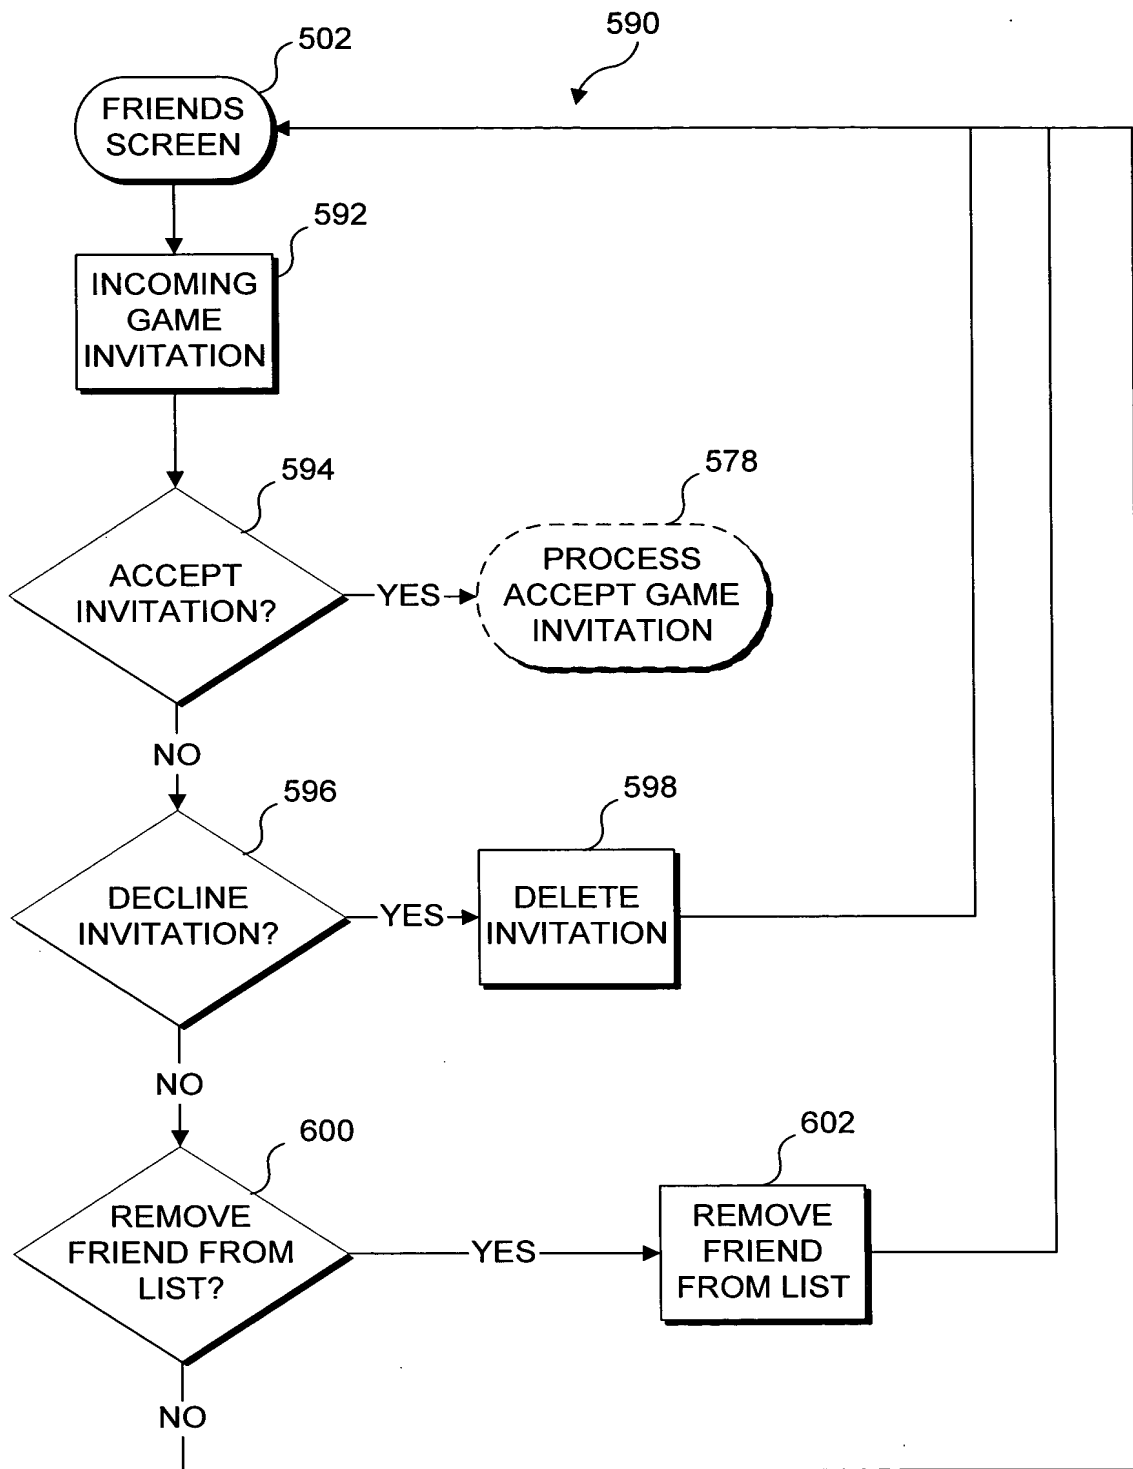 590
502
FRIENDS
SCREEN
592
INCOMING
GAME
INVITATION
594
ACCEPT
INVITATION?
YES
578
PROCESS
ACCEPT GAME
INVITATION
NO
596
DECLINE
INVITATION?
YES
598
DELETE
INVITATION
NO
600
REMOVE
FRIEND FROM
LIST?
YES
602
REMOVE
FRIEND
FROM LIST
NO